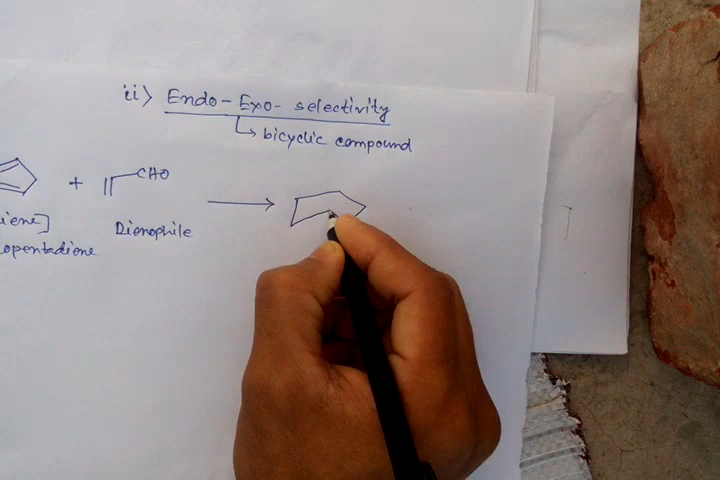 ii) Endo - Exo - selectivity
bicyclic compound
+ CHO
iene]
Dienophile
opentadiene